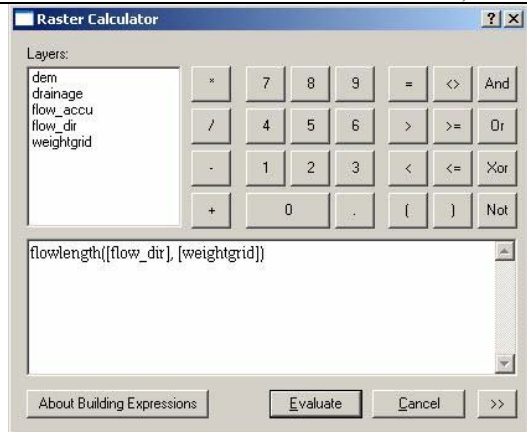 Raster Calculator
? ×
Layers:
dem
drainage
flow_accu
flow_dir
weightgrid
* 7 8 9 = <> And
/ 4 5 6 > >= Or
- 1 2 3 < <= Xor
+ 0 . ( ) Not
flowlength([flow_dir], [weightgrid])
About Building Expressions Evaluate Cancel >>